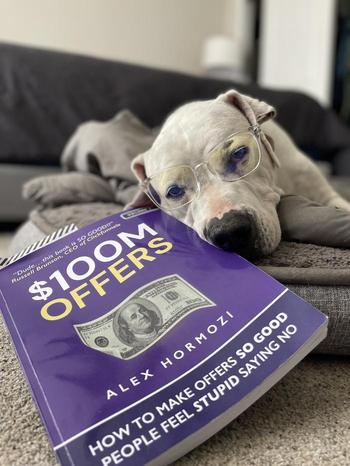 "Dude... this book is SO GOOD!"
Russell Brunson, CEO of Clickfunnels
$100M
OFFERS
ALEX HORMOZI
HOW TO MAKE OFFERS SO GOOD
PEOPLE FEEL STUPID SAYING NO